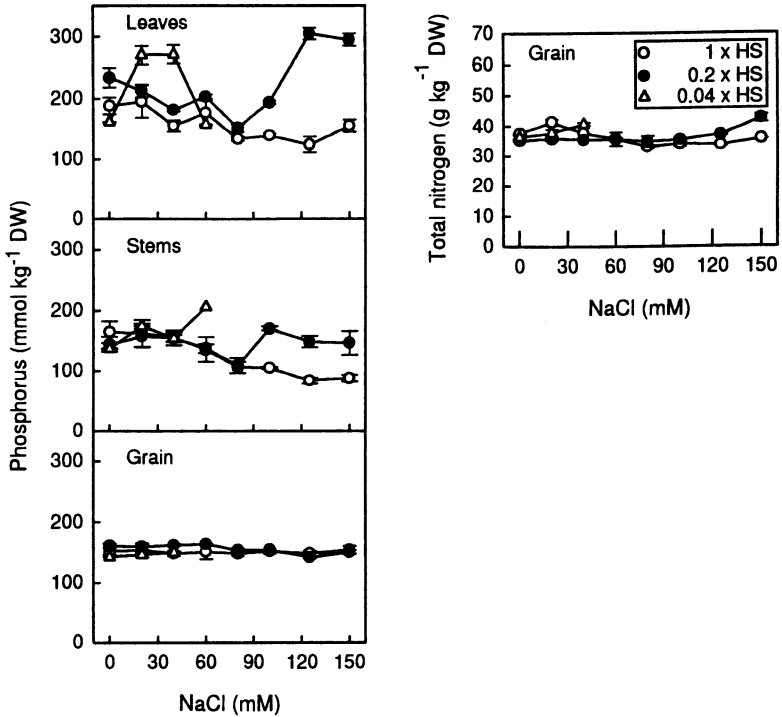 Leaves
300
200
100
0
Stems
300
200
100
0
Grain
300
200
100
0
0 30 60 90 120 150
NaCl (mM)
Phosphorus (mmol kg⁻¹ DW)
Grain
1 x HS
0.2 x HS
0.04 x HS
70
60
50
40
30
20
10
0
0 30 60 90 120 150
NaCl (mM)
Total nitrogen (g kg⁻¹ DW)